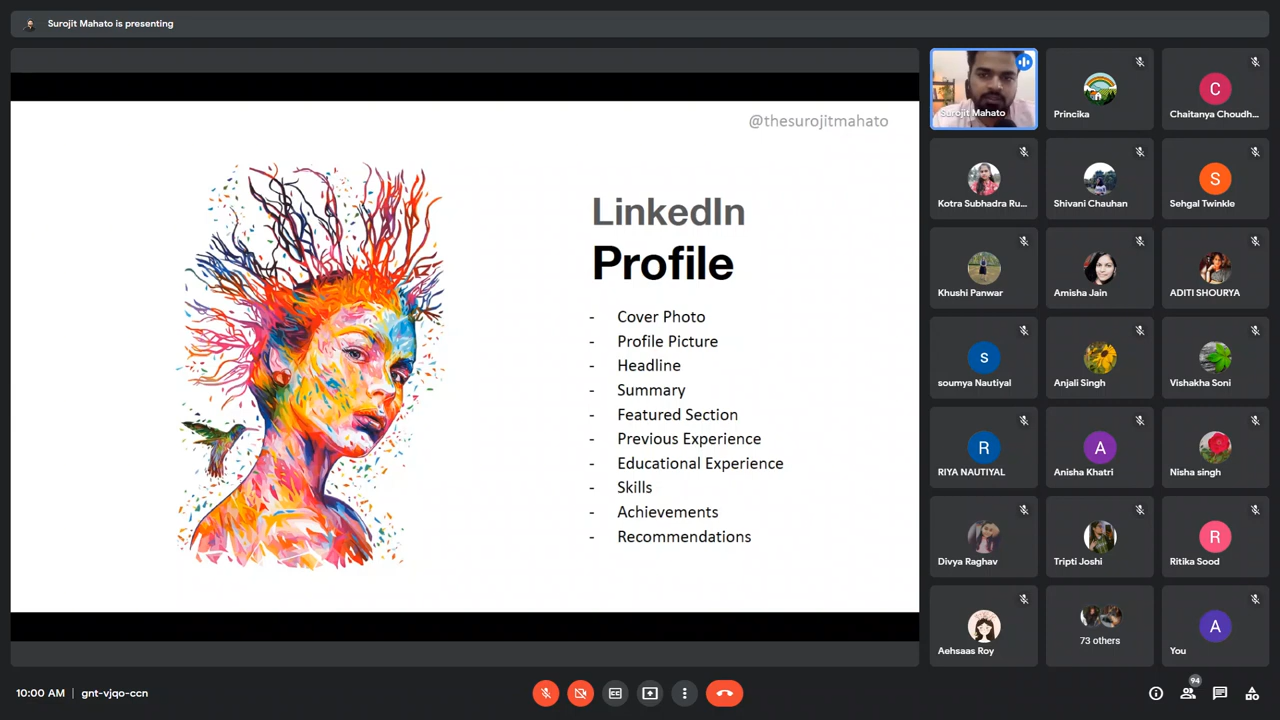 Surojit Mahato is presenting
@thesurojitmahato
LinkedIn
Profile
- Cover Photo
- Profile Picture
- Headline
- Summary
- Featured Section
- Previous Experience
- Educational Experience
- Skills
- Achievements
- Recommendations
Surojit Mahato
Princika
C
Chaitanya Choudh...
Kotra Subhadra Ru...
Shivani Chauhan
S
Sehgal Twinkle
Khushi Panwar
Amisha Jain
ADITI SHOURYA
s
soumya Nautiyal
Anjali Singh
Vishakha Soni
R
RIYA NAUTIYAL
A
Anisha Khatri
Nisha singh
Divya Raghav
Tripti Joshi
R
Ritika Sood
Aehsaas Roy
73 others
A
You
10:00 AM | gnt-vjqo-ccn
94